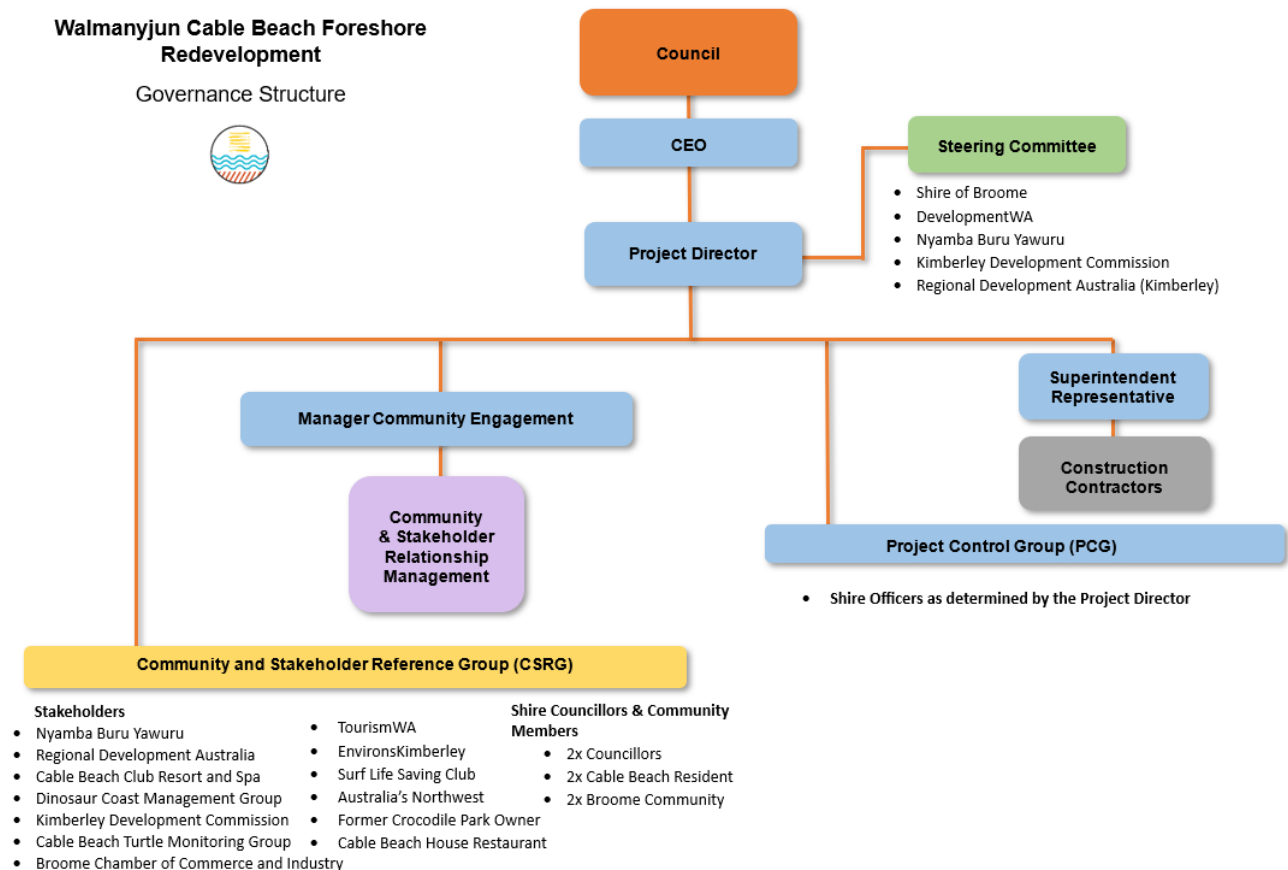 Walmanyjun Cable Beach Foreshore
Redevelopment
Governance Structure
Council
CEO
Steering Committee
• Shire of Broome
• DevelopmentWA
• Nyamba Buru Yawuru
• Kimberley Development Commission
• Regional Development Australia (Kimberley)
Project Director
Manager Community Engagement
Community
& Stakeholder
Relationship
Management
Superintendent
Representative
Construction
Contractors
Project Control Group (PCG)
• Shire Officers as determined by the Project Director
Community and Stakeholder Reference Group (CSRG)
Stakeholders
• Nyamba Buru Yawuru
• Regional Development Australia
• Cable Beach Club Resort and Spa
• Dinosaur Coast Management Group
• Kimberley Development Commission
• Cable Beach Turtle Monitoring Group
• Broome Chamber of Commerce and Industry
• TourismWA
• EnvironsKimberley
• Surf Life Saving Club
• Australia's Northwest
• Former Crocodile Park Owner
• Cable Beach House Restaurant
Shire Councillors & Community
Members
• 2x Councillors
• 2x Cable Beach Resident
• 2x Broome Community